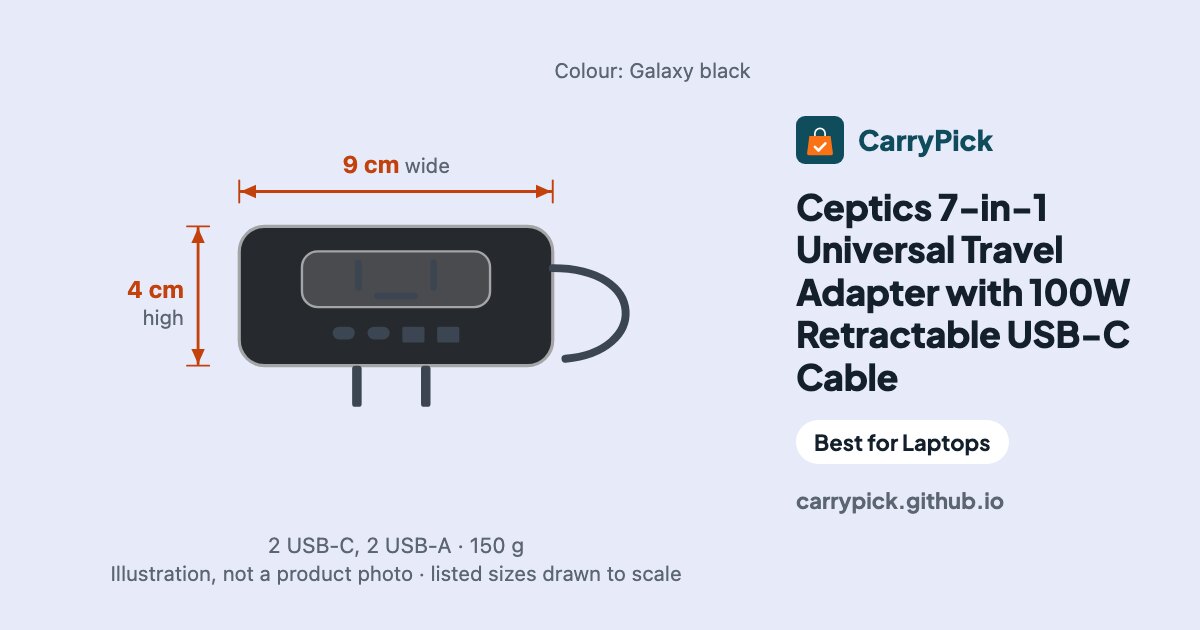 Colour: Galaxy black
9 cm wide
4 cm
high
2 USB-C, 2 USB-A · 150 g
Illustration, not a product photo · listed sizes drawn to scale
CarryPick
Ceptics 7-in-1
Universal Travel
Adapter with 100W
Retractable USB-C
Cable
Best for Laptops
carrypick.github.io